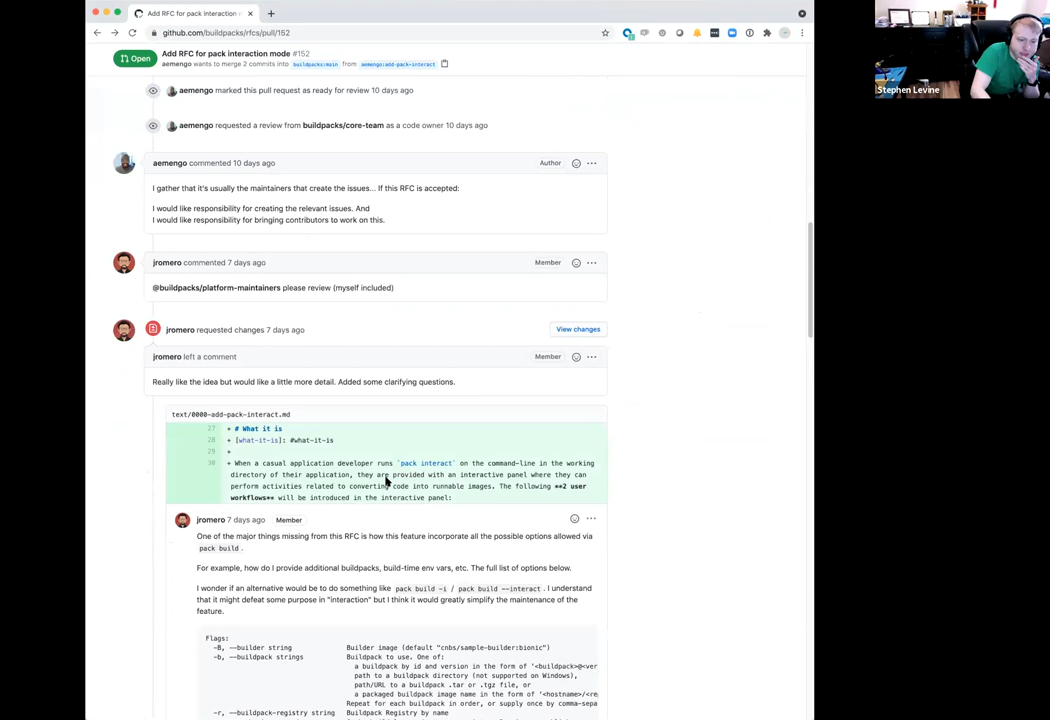 Add RFC for pack interaction m
github.com/buildpacks/rfcs/pull/152
Stephen Levine
Open
Add RFC for pack interaction mode #152
aemengo wants to merge 2 commits into buildpacks:main from aemengo:add-pack-interact
aemengo marked this pull request as ready for review 10 days ago
aemengo requested a review from buildpacks/core-team as a code owner 10 days ago
aemengo commented 10 days ago
Author
I gather that it's usually the maintainers that create the issues... If this RFC is accepted:
I would like responsibility for creating the relevant issues. And
I would like responsibility for bringing contributors to work on this.
jromero commented 7 days ago
Member
@buildpacks/platform-maintainers please review (myself included)
jromero requested changes 7 days ago
View changes
jromero left a comment
Member
Really like the idea but would like a little more detail. Added some clarifying questions.
text/0000-add-pack-interact.md
27 + # What it is
28 + [what-it-is]: #what-it-is
29 +
30 + When a casual application developer runs `pack interact` on the command-line in the working
directory of their application, they are provided with an interactive panel where they can
perform activities related to converting code into runnable images. The following **2 user
workflows** will be introduced in the interactive panel:
jromero 7 days ago Member
One of the major things missing from this RFC is how this feature incorporate all the possible options allowed via
pack build .
For example, how do I provide additional buildpacks, build-time env vars, etc. The full list of options below.
I wonder if an alternative would be to do something like pack build -i / pack build --interact . I understand
that it might defeat some purpose in "interaction" but I think it would greatly simplify the maintenance of the
feature.
Flags:
-B, --builder string Builder image (default "cnbs/sample-builder:bionic")
-b, --buildpack strings Buildpack to use. One of:
a buildpack by id and version in the form of '<buildpack>@<ver
path to a buildpack directory (not supported on Windows),
path/URL to a buildpack .tar or .tgz file, or
a packaged buildpack image name in the form of '<hostname>/<re
Repeat for each buildpack in order, or supply once by comma-sepa
-r, --buildpack-registry string Buildpack Registry by name